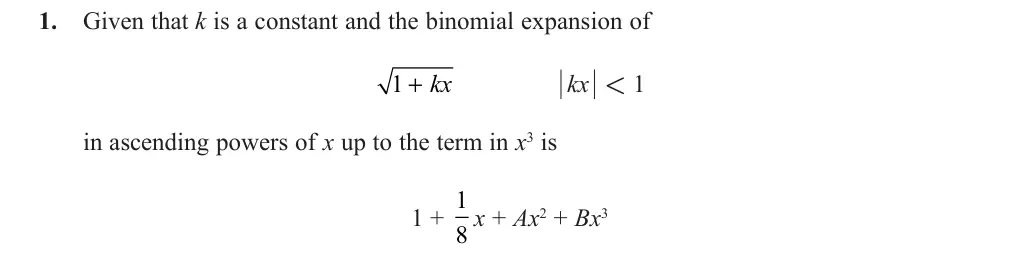 1. Given that k is a constant and the binomial expansion of
√1 + kx |kx| < 1
in ascending powers of x up to the term in x³ is
1 + 1/8 x + Ax² + Bx³